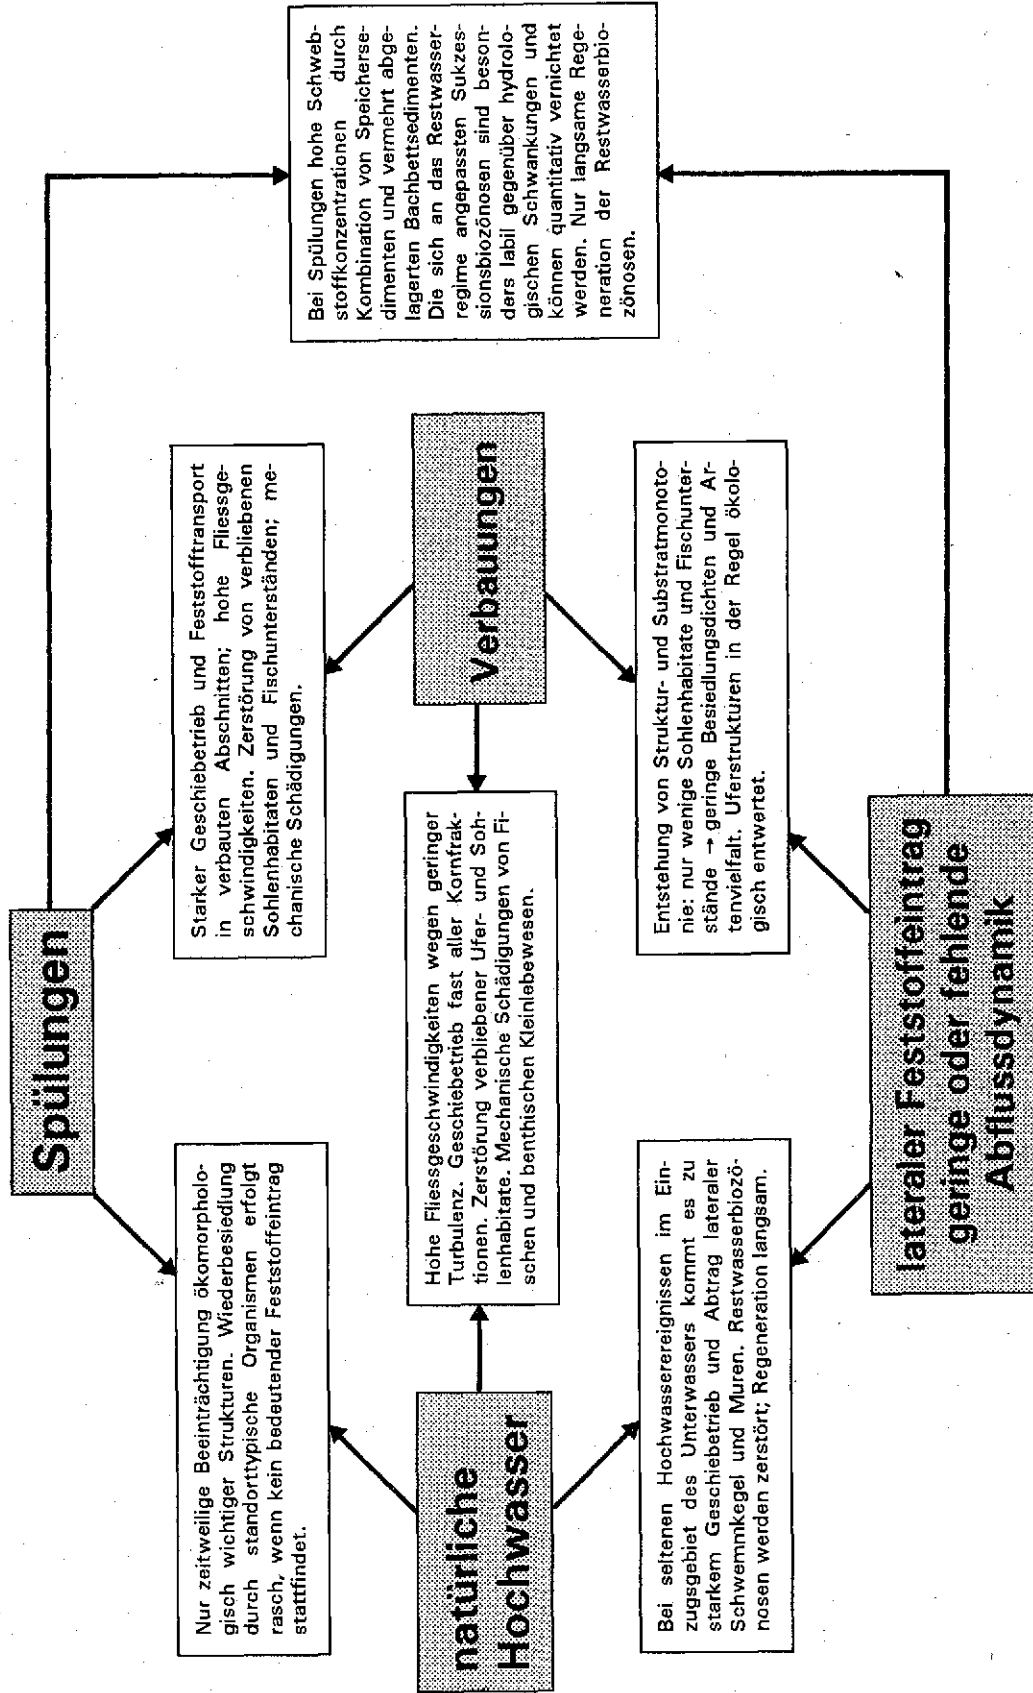 Spülungen
Nur zeitweilige Beeinträchtigung ökomorpholo-
gisch wichtiger Strukturen. Wiederbesiedlung
durch standorttypische Organismen erfolgt
rasch, wenn kein bedeutender Feststoffeintrag
stattfindet.
Starker Geschiebetrieb und Feststofftransport
in verbauten Abschnitten; hohe Fliessge-
schwindigkeiten. Zerstörung von verbliebenen
Sohlenhabitaten und Fischunterständen; me-
chanische Schädigungen.
Bei Spülungen hohe Schweb-
stoffkonzentrationen durch
Kombination von Speicherse-
dimenten und vermehrt abge-
lagerten Bachbettsedimenten.
Die sich an das Restwasser-
regime angepassten Sukzes-
sionsbiozönosen sind beson-
ders labil gegenüber hydrolo-
gischen Schwankungen und
können quantitativ vernichtet
werden. Nur langsame Rege-
neration der Restwasserbio-
zönosen.
natürliche
Hochwasser
Hohe Fliessgeschwindigkeiten wegen geringer
Turbulenz. Geschiebetrieb fast aller Kornfrak-
tionen. Zerstörung verbliebener Ufer- und Soh-
lenhabitate. Mechanische Schädigungen von Fi-
schen und benthischen Kleinlebewesen.
Verbauungen
Bei seltenen Hochwasserereignissen im Ein-
zugsgebiet des Unterwassers kommt es zu
starkem Geschiebetrieb und Abtrag lateraler
Schwemmkegel und Muren. Restwasserbiozö-
nosen werden zerstört; Regeneration langsam.
Entstehung von Struktur- und Substratmonoto-
nie: nur wenige Sohlenhabitate und Fischunter-
stände → geringe Besiedlungsdichten und Ar-
tenvielfalt. Uferstrukturen in der Regel ökolo-
gisch entwertet.
lateraler Feststoffeintrag
geringe oder fehlende
Abflussdynamik